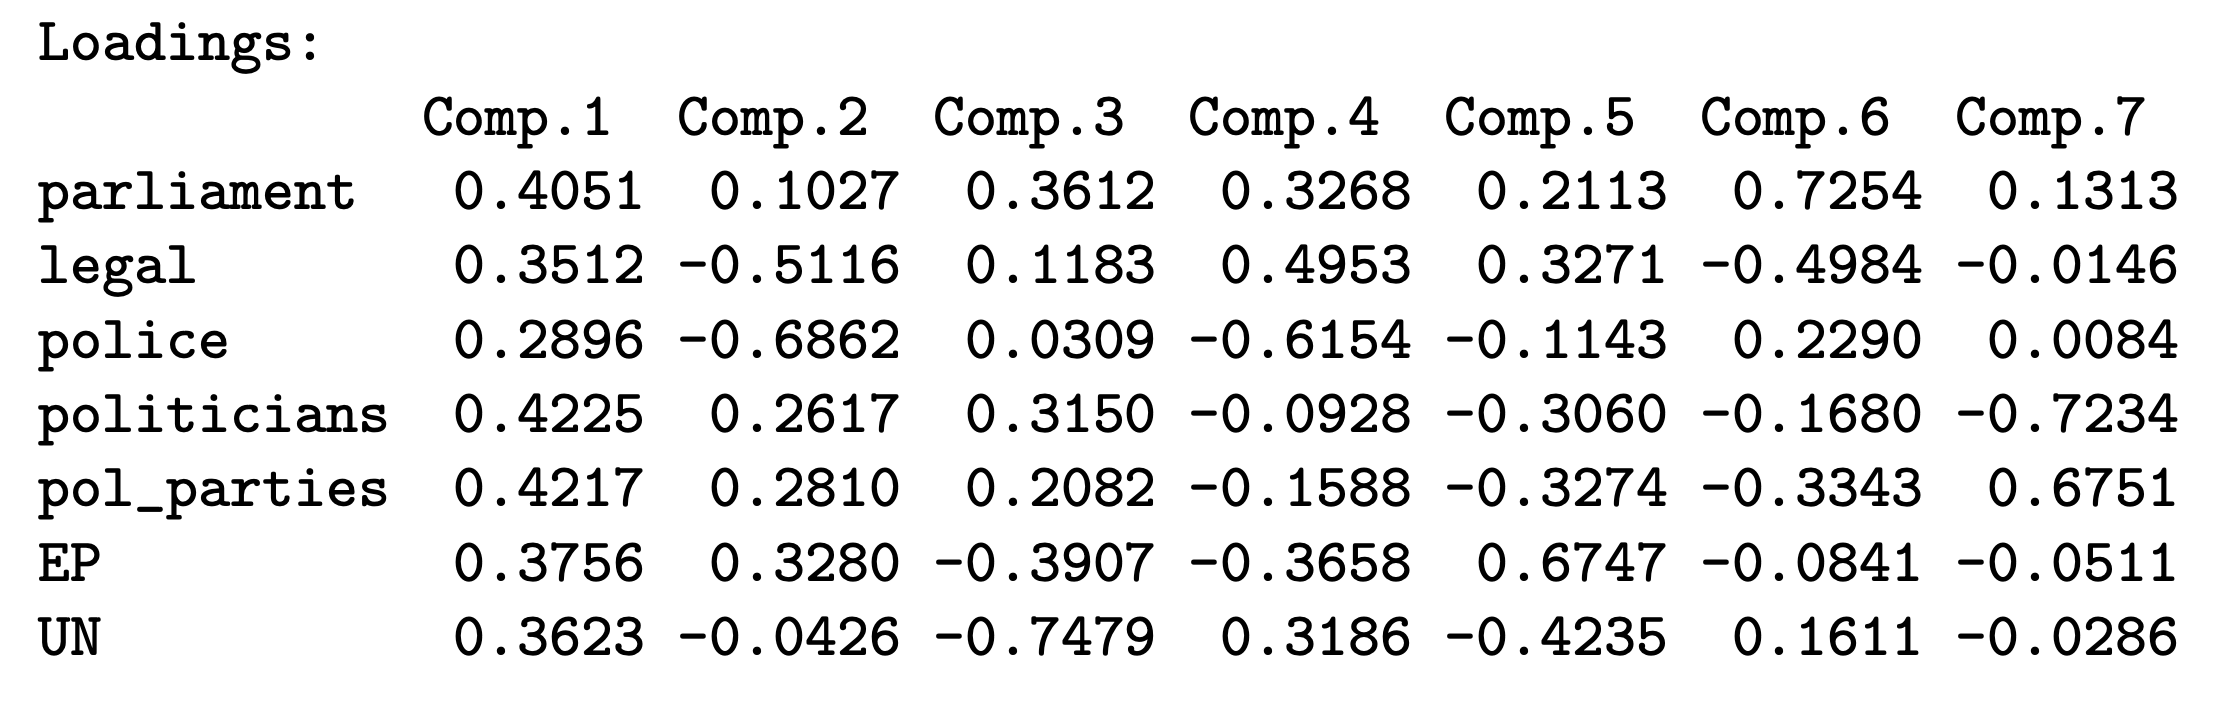 Loadings:
Comp.1 Comp.2 Comp.3 Comp.4 Comp.5 Comp.6 Comp.7
parliament 0.4051 0.1027 0.3612 0.3268 0.2113 0.7254 0.1313
legal 0.3512 -0.5116 0.1183 0.4953 0.3271 -0.4984 -0.0146
police 0.2896 -0.6862 0.0309 -0.6154 -0.1143 0.2290 0.0084
politicians 0.4225 0.2617 0.3150 -0.0928 -0.3060 -0.1680 -0.7234
pol_parties 0.4217 0.2810 0.2082 -0.1588 -0.3274 -0.3343 0.6751
EP 0.3756 0.3280 -0.3907 -0.3658 0.6747 -0.0841 -0.0511
UN 0.3623 -0.0426 -0.7479 0.3186 -0.4235 0.1611 -0.0286